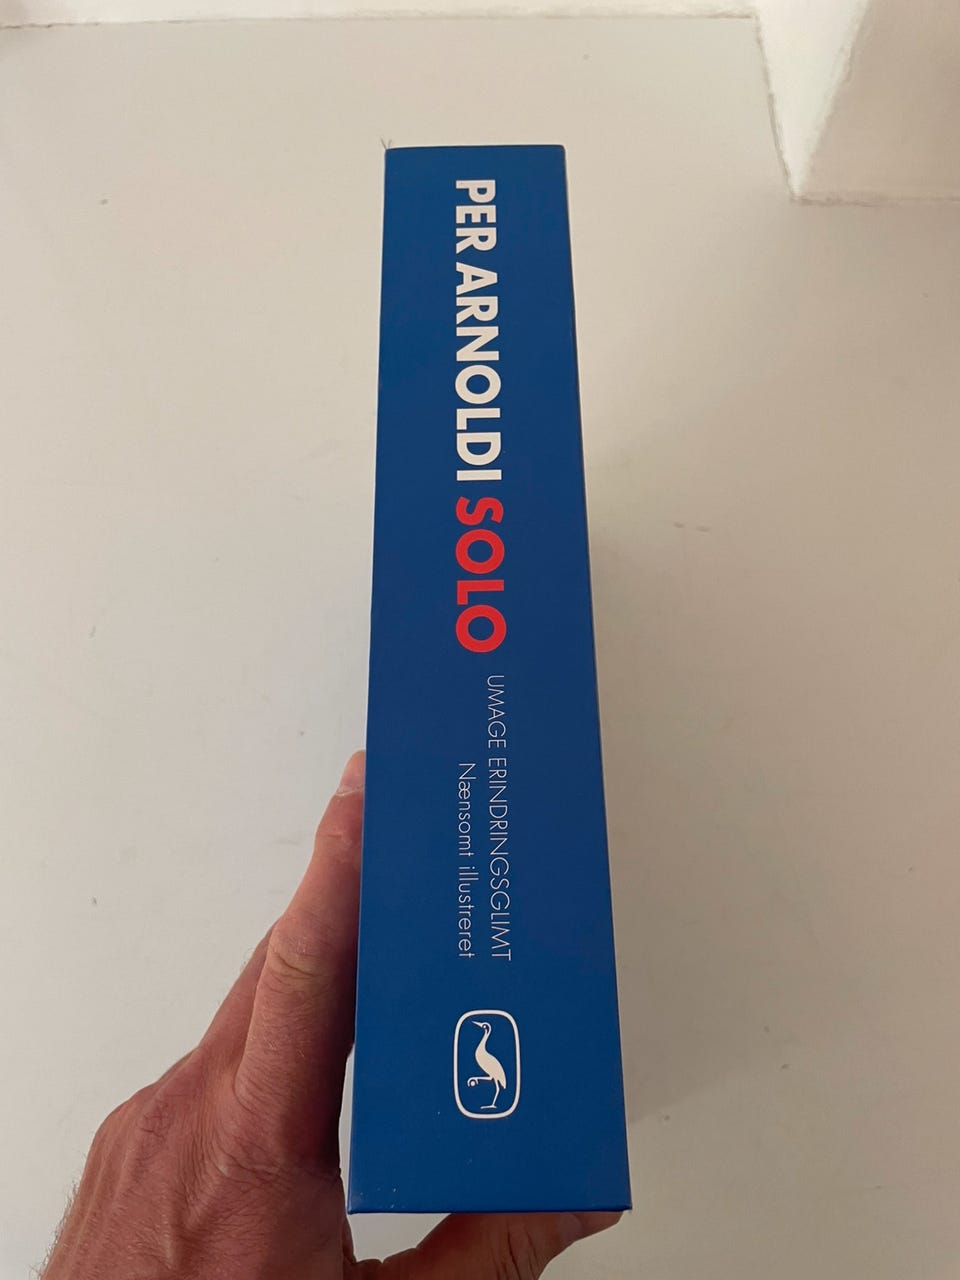 PER ARNOLDI SOLO
UMAGE ERINDRINGSGLIMT
Nænsomt illustreret